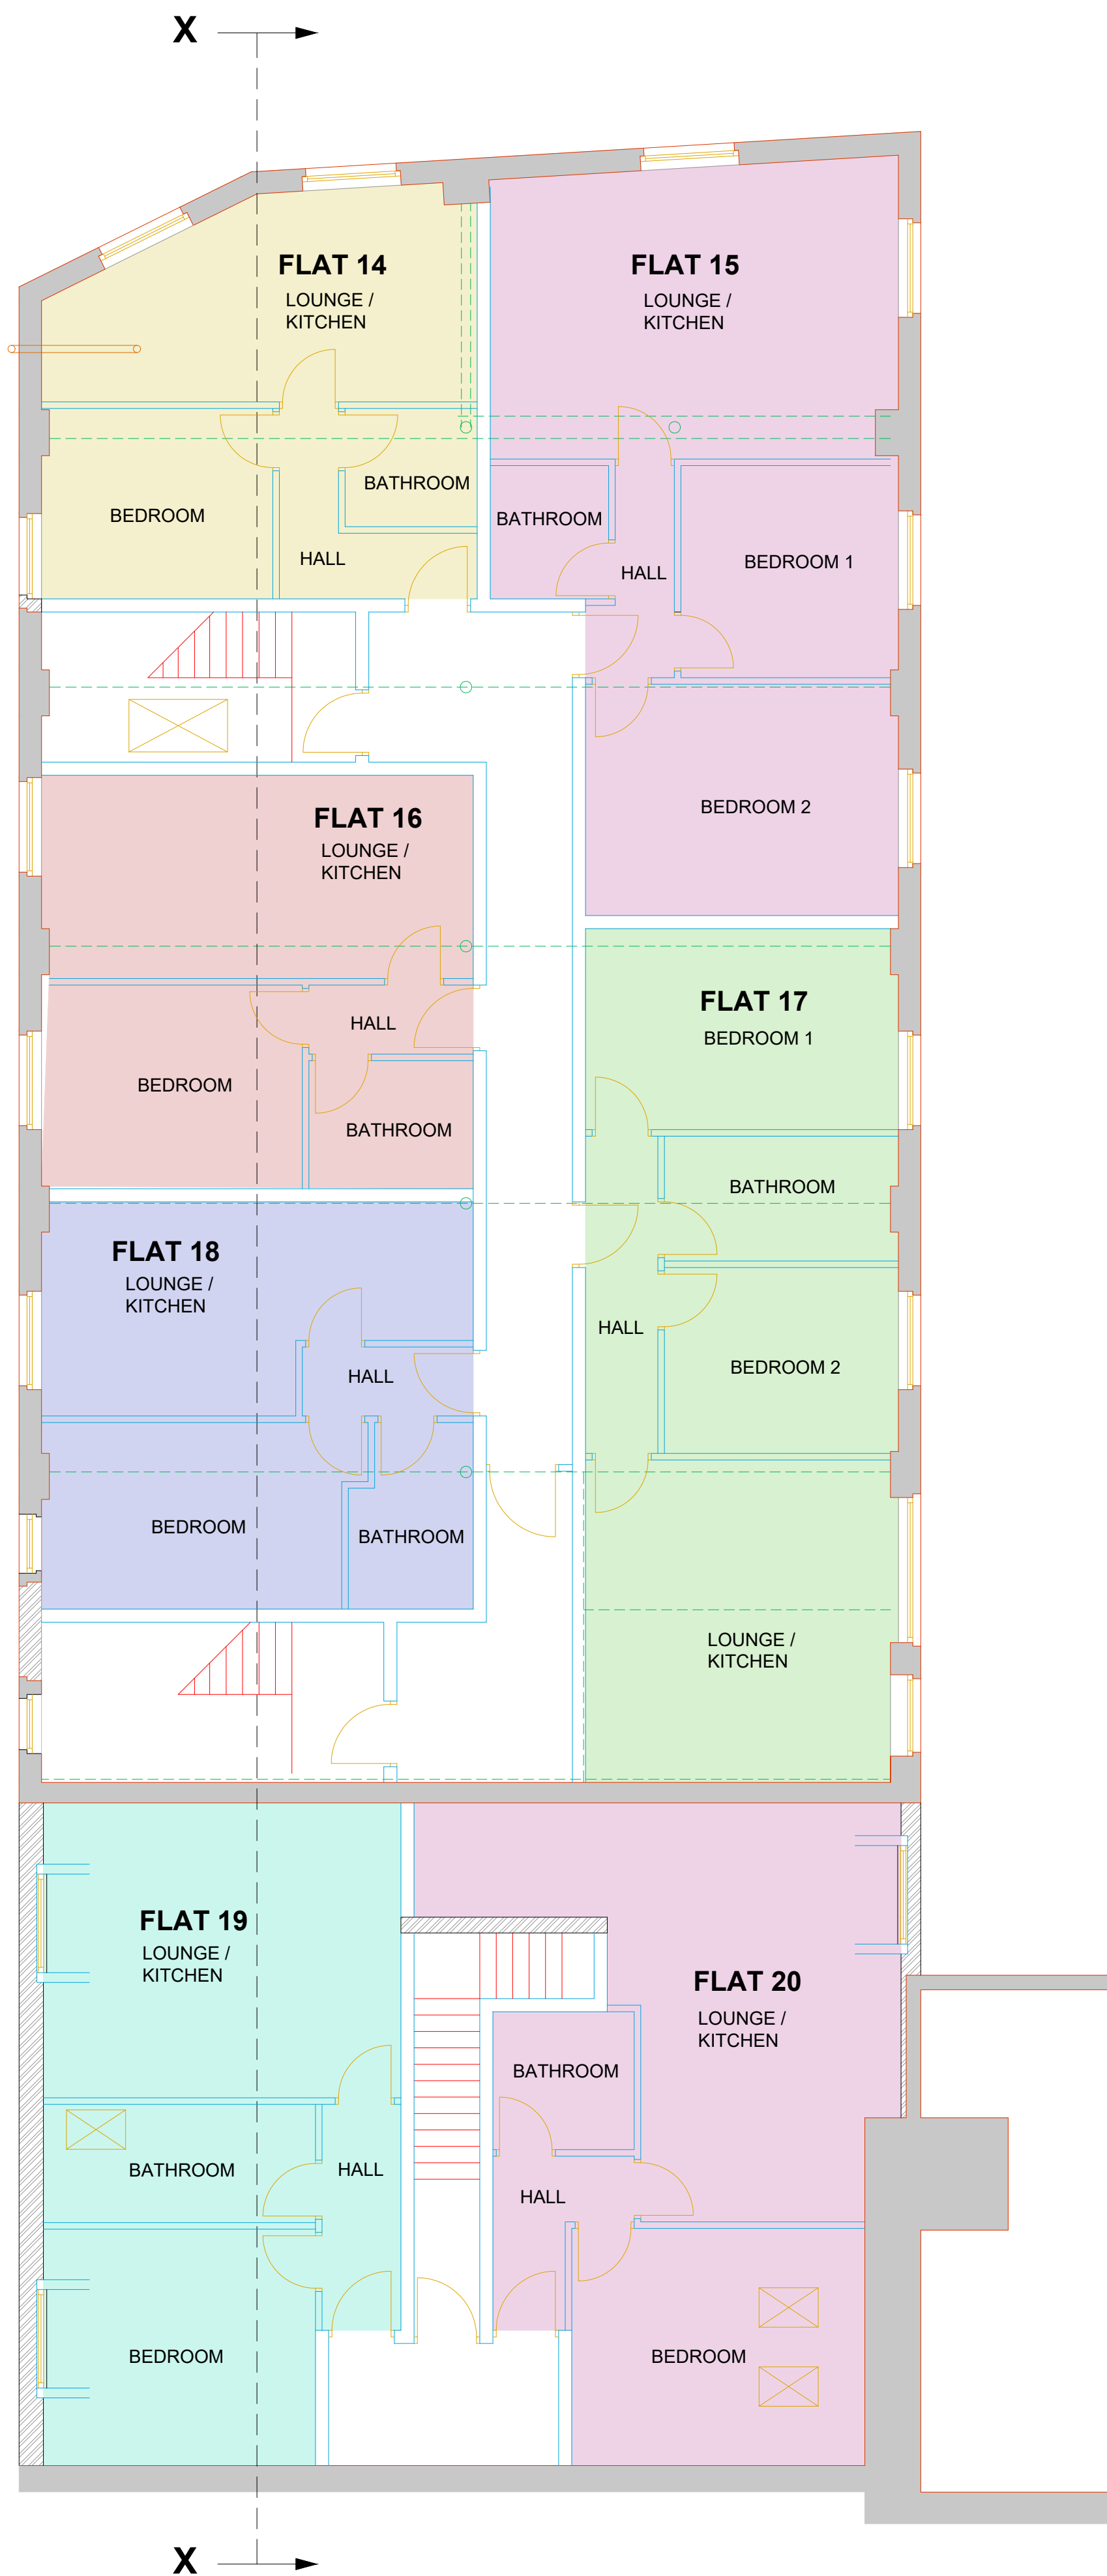 X
FLAT 14
LOUNGE /
KITCHEN
FLAT 15
LOUNGE /
KITCHEN
BATHROOM
BEDROOM
HALL
BATHROOM
BEDROOM 1
HALL
BEDROOM 2
FLAT 16
LOUNGE /
KITCHEN
HALL
BEDROOM
BATHROOM
FLAT 17
BEDROOM 1
BATHROOM
HALL
BEDROOM 2
LOUNGE /
KITCHEN
FLAT 18
LOUNGE /
KITCHEN
HALL
BEDROOM
BATHROOM
FLAT 19
LOUNGE /
KITCHEN
BATHROOM
HALL
BEDROOM
FLAT 20
LOUNGE /
KITCHEN
BATHROOM
HALL
BEDROOM
X